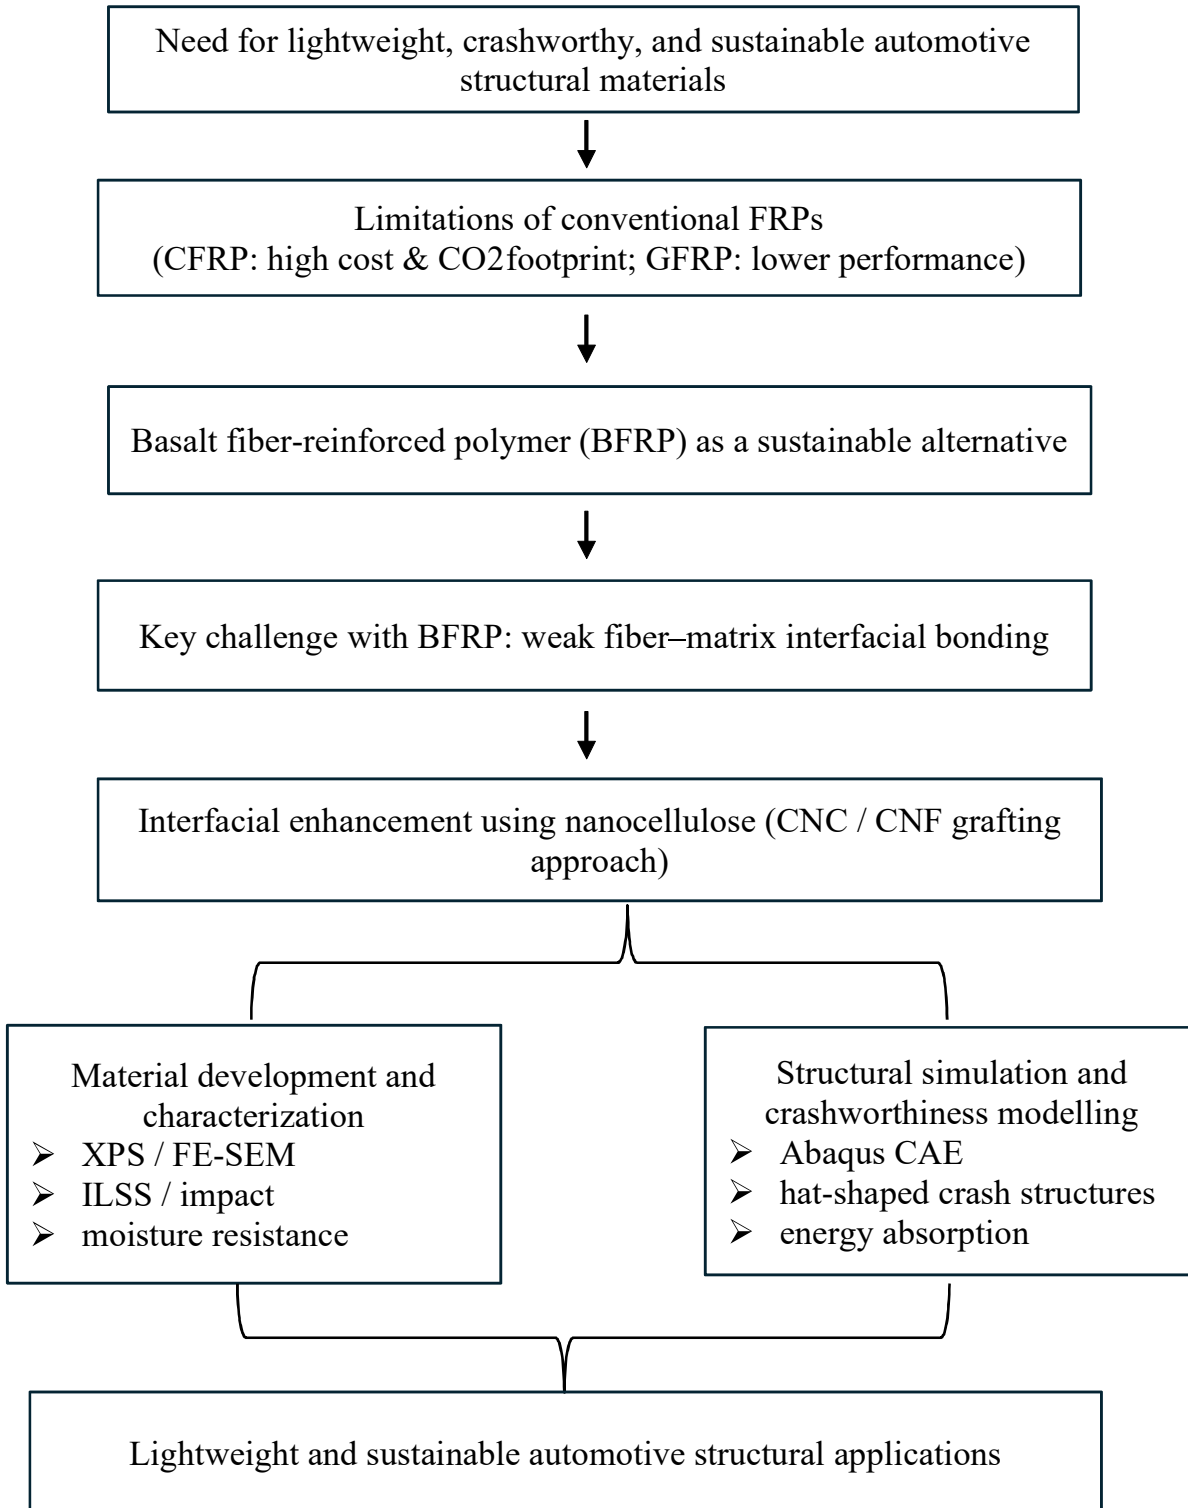 Need for lightweight, crashworthy, and sustainable automotive
structural materials
Limitations of conventional FRPs
(CFRP: high cost & CO2footprint; GFRP: lower performance)
Basalt fiber-reinforced polymer (BFRP) as a sustainable alternative
Key challenge with BFRP: weak fiber–matrix interfacial bonding
Interfacial enhancement using nanocellulose (CNC / CNF grafting
approach)
Material development and
characterization
➢ XPS / FE-SEM
➢ ILSS / impact
➢ moisture resistance
Structural simulation and
crashworthiness modelling
➢ Abaqus CAE
➢ hat-shaped crash structures
➢ energy absorption
Lightweight and sustainable automotive structural applications